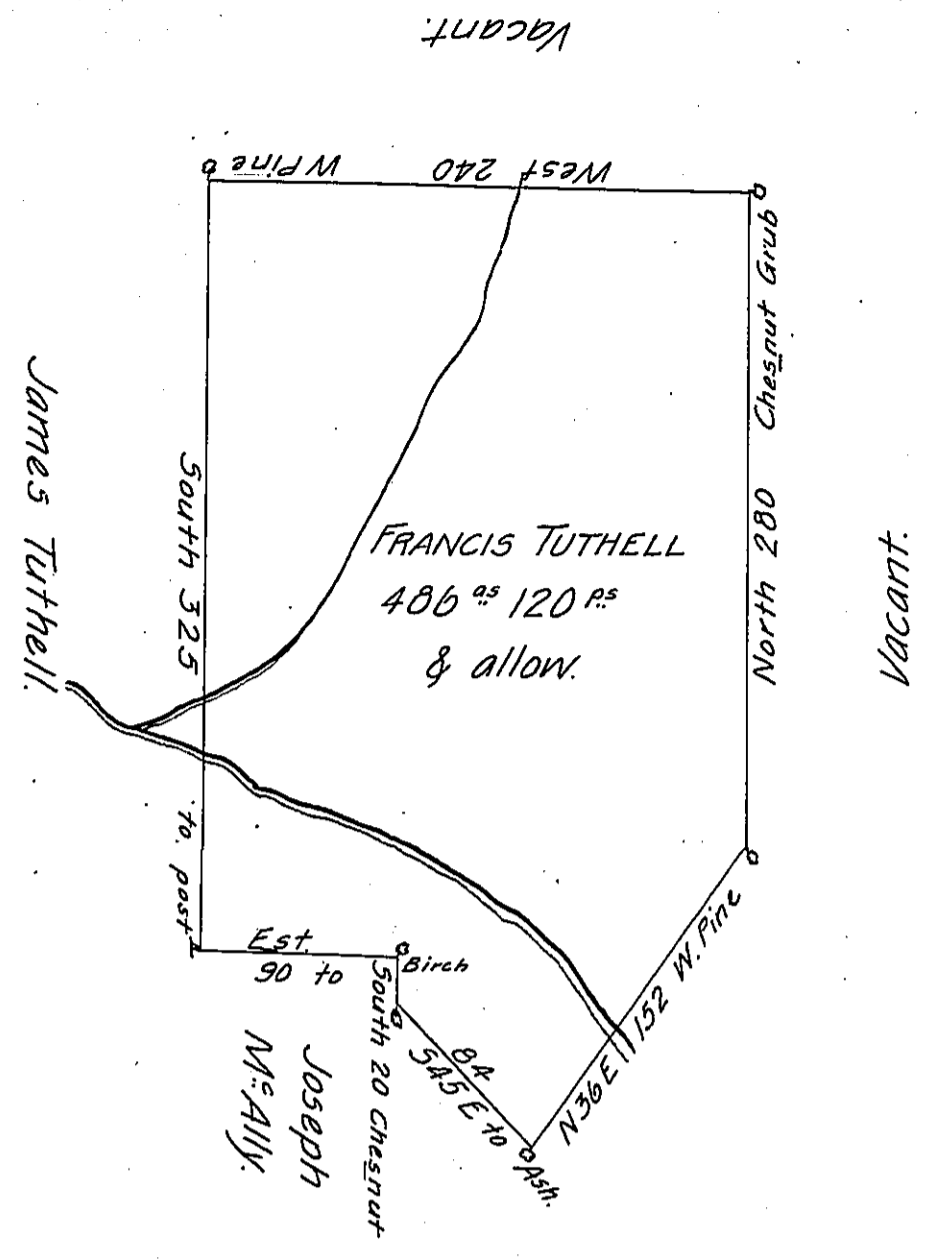 Vacant.
West 240 W Pine
Chesnut Grub
North 280
Vacant.
James Tuthell.
South 325 to post
FRANCIS TUTHELL
486 as 120 ps
& allow.
Est.
90 to
Birch
South 20 Chesnut
84
S45E to
Ash.
N36E 152 W. Pine
Joseph
McAlly.